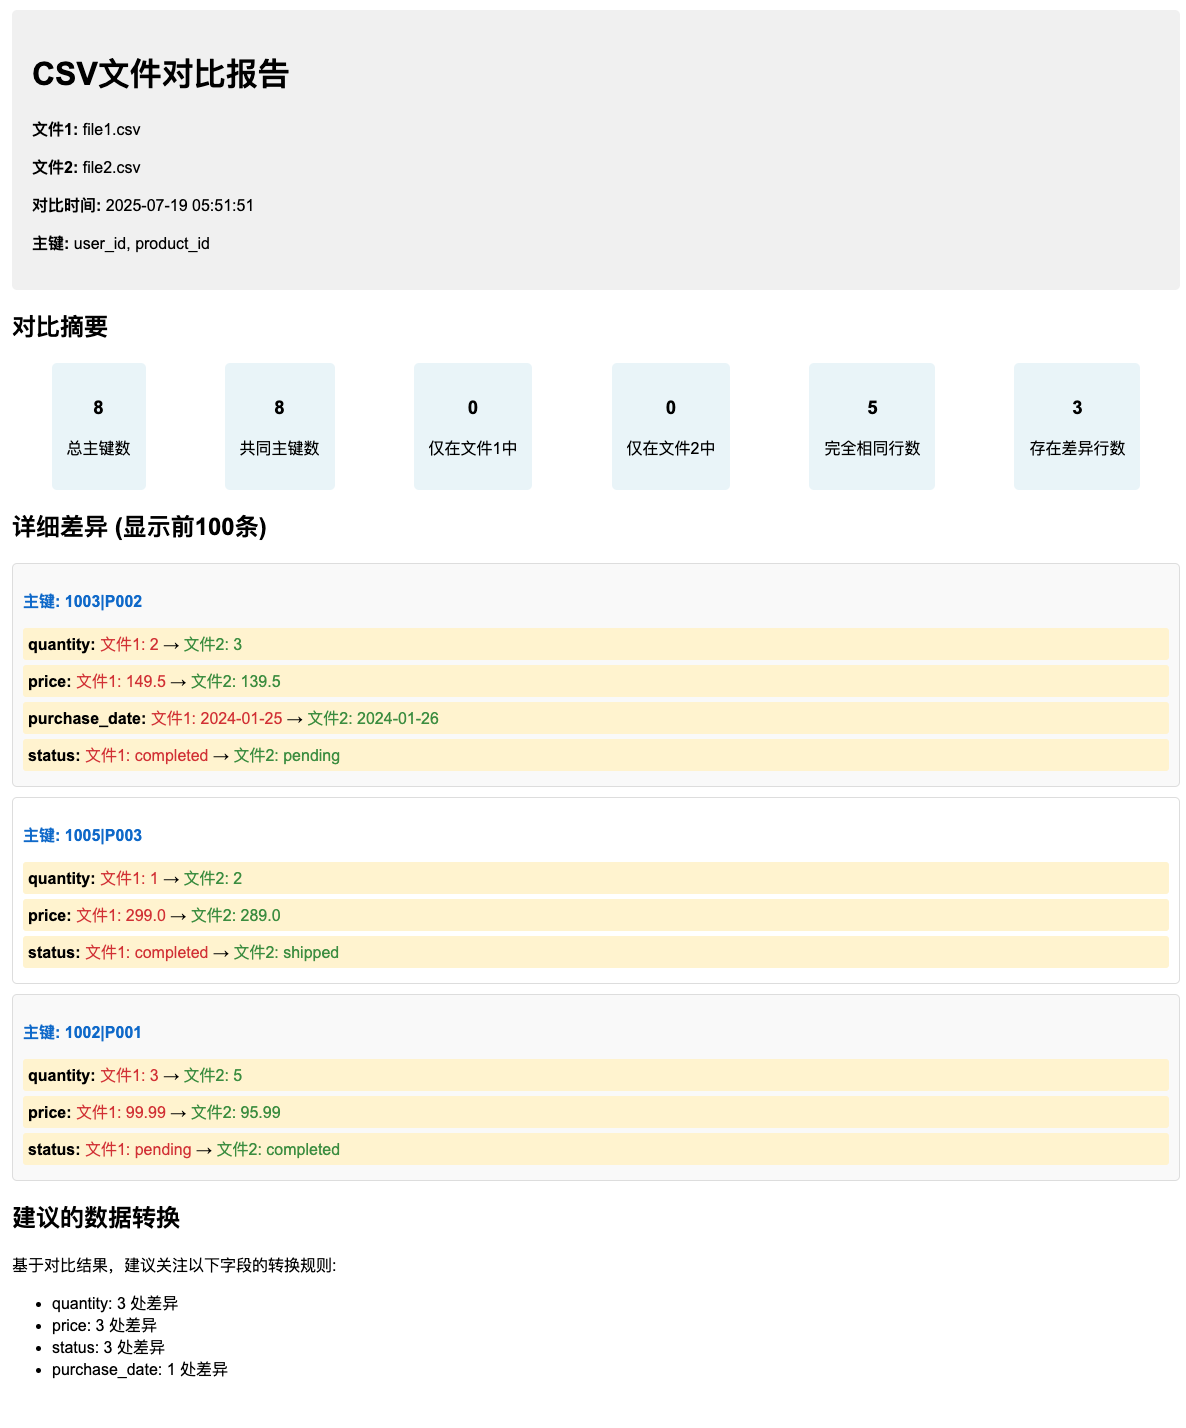 CSV文件对比报告
文件1: file1.csv
文件2: file2.csv
对比时间: 2025-07-19 05:51:51
主键: user_id, product_id
对比摘要
8
总主键数
8
共同主键数
0
仅在文件1中
0
仅在文件2中
5
完全相同行数
3
存在差异行数
详细差异 (显示前100条)
主键: 1003|P002
quantity: 文件1: 2 → 文件2: 3
price: 文件1: 149.5 → 文件2: 139.5
purchase_date: 文件1: 2024-01-25 → 文件2: 2024-01-26
status: 文件1: completed → 文件2: pending
主键: 1005|P003
quantity: 文件1: 1 → 文件2: 2
price: 文件1: 299.0 → 文件2: 289.0
status: 文件1: completed → 文件2: shipped
主键: 1002|P001
quantity: 文件1: 3 → 文件2: 5
price: 文件1: 99.99 → 文件2: 95.99
status: 文件1: pending → 文件2: completed
建议的数据转换
基于对比结果，建议关注以下字段的转换规则:
• quantity: 3 处差异
• price: 3 处差异
• status: 3 处差异
• purchase_date: 1 处差异